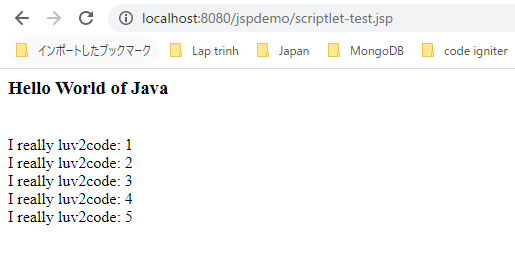 localhost:8080/jspdemo/scriptlet-test.jsp
インポートしたブックマーク Lap trinh Japan MongoDB code igniter
Hello World of Java
I really luv2code: 1
I really luv2code: 2
I really luv2code: 3
I really luv2code: 4
I really luv2code: 5